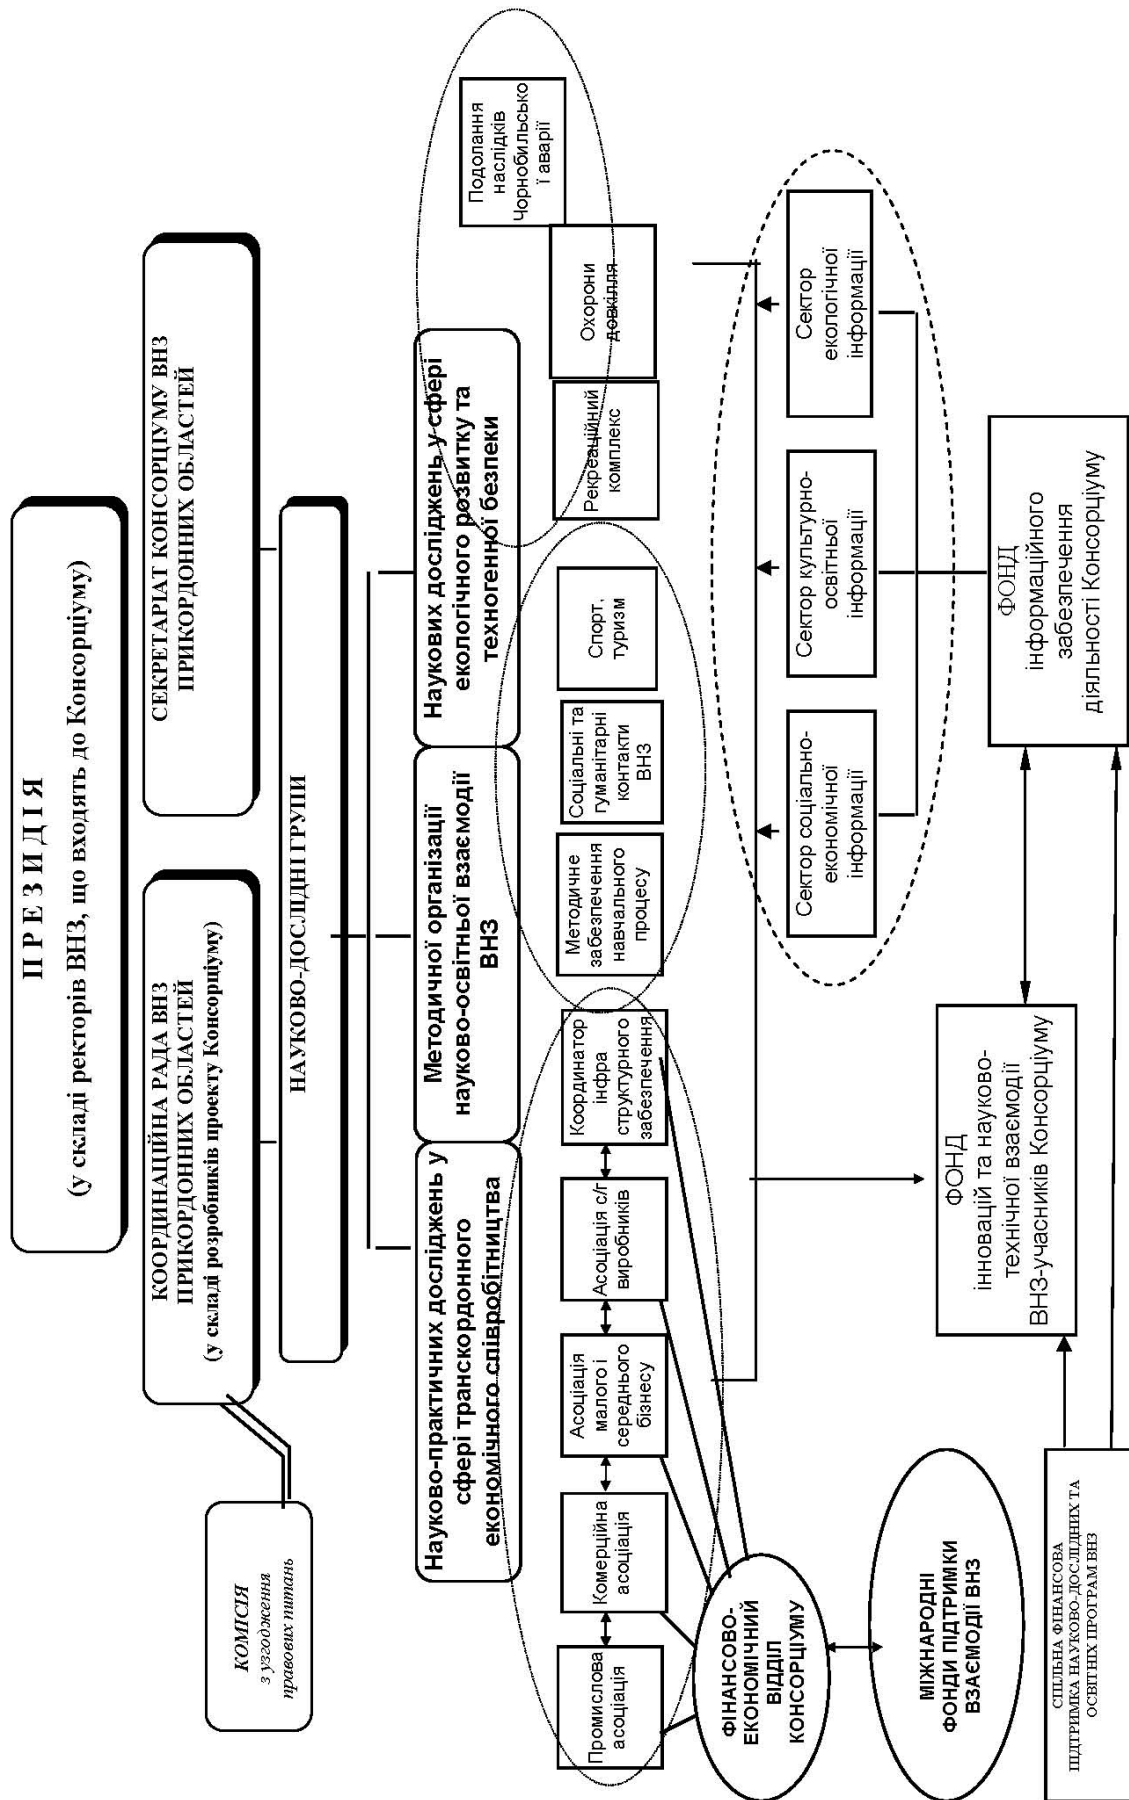 ПРЕЗИДІЯ
(у складі ректорів ВНЗ, що входять до Консорціуму)
КООРДИНАЦІЙНА РАДА ВНЗ
ПРИКОРДОННИХ ОБЛАСТЕЙ
(у складі розробників проекту Консорціуму)
СЕКРЕТАРІАТ КОНСОРЦІУМУ ВНЗ
ПРИКОРДОННИХ ОБЛАСТЕЙ
КОМІСІЯ
з узгодження
правових питань
НАУКОВО-ДОСЛІДНІ ГРУПИ
Науково-практичних досліджень у
сфері транскордонного
економічного співробітництва
Методичної організації
науково-освітньої взаємодії
ВНЗ
Наукових досліджень у сфері
екологічного розвитку та
техногенної безпеки
Подолання
наслідків
Чорнобильсько
ї аварії
Промислова
асоціація
Комерційна
асоціація
Асоціація
малого і
середнього
бізнесу
Асоціація с/г
виробників
Координатор
інфра
структурного
забезпечення
Методичне
забезпечення
навчального
процесу
Соціальні та
гуманітарні
контакти
ВНЗ
Спорт,
туризм
Рекреаційний
комплекс
Охорони
довкілля
ФІНАНСОВО-
ЕКОНОМІЧНИЙ
ВІДДІЛ
КОНСОРЦІУМУ
Сектор соціально-
економічної
інформації
Сектор культурно-
освітньої
інформації
Сектор
екологічної
інформації
МІЖНАРОДНІ
ФОНДИ ПІДТРИМКИ
ВЗАЄМОДІЇ ВНЗ
ФОНД
інновацій та науково-
технічної взаємодії
ВНЗ-учасників Консорціуму
ФОНД
інформаційного
забезпечення
діяльності Консорціуму
СПІЛЬНА ФІНАНСОВА
ПІДТРИМКА НАУКОВО-ДОСЛІДНИХ ТА
ОСВІТНІХ ПРОГРАМ ВНЗ